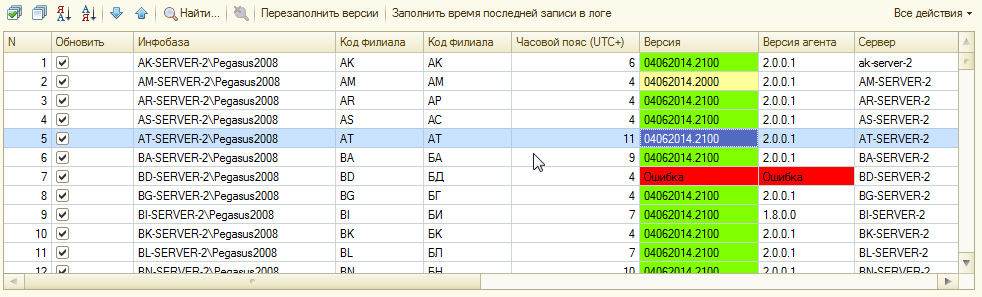 Найти... Перезаполнить версии Заполнить время последней записи в логе Все действия
N Обновить Инфобаза Код филиала Код филиала Часовой пояс (UTC+) Версия Версия агента Сервер
1 AK-SERVER-2\Pegasus2008 AK АК 6 04062014.2100 2.0.0.1 ak-server-2
2 AM-SERVER-2\Pegasus2008 AM АМ 4 04062014.2000 2.0.0.1 AM-SERVER-2
3 AR-SERVER-2\Pegasus2008 AR АР 4 04062014.2100 2.0.0.1 AR-SERVER-2
4 AS-SERVER-2\Pegasus2008 AS АС 4 04062014.2100 2.0.0.1 AS-SERVER-2
5 AT-SERVER-2\Pegasus2008 AT АТ 11 04062014.2100 2.0.0.1 AT-SERVER-2
6 BA-SERVER-2\Pegasus2008 BA БА 9 04062014.2100 2.0.0.1 BA-SERVER-2
7 BD-SERVER-2\Pegasus2008 BD БД 4 Ошибка Ошибка BD-SERVER-2
8 BG-SERVER-2\Pegasus2008 BG БГ 4 04062014.2100 2.0.0.1 BG-SERVER-2
9 BI-SERVER-2\Pegasus2008 BI БИ 7 04062014.2100 1.8.0.0 BI-SERVER-2
10 BK-SERVER-2\Pegasus2008 BK БК 4 04062014.2100 2.0.0.1 BK-SERVER-2
11 BL-SERVER-2\Pegasus2008 BL БЛ 7 04062014.2100 2.0.0.1 BL-SERVER-2
12 BN-SERVER-2\Pegasus2008 BN БН 10 04062014.2100 2.0.0.1 BN-SERVER-2